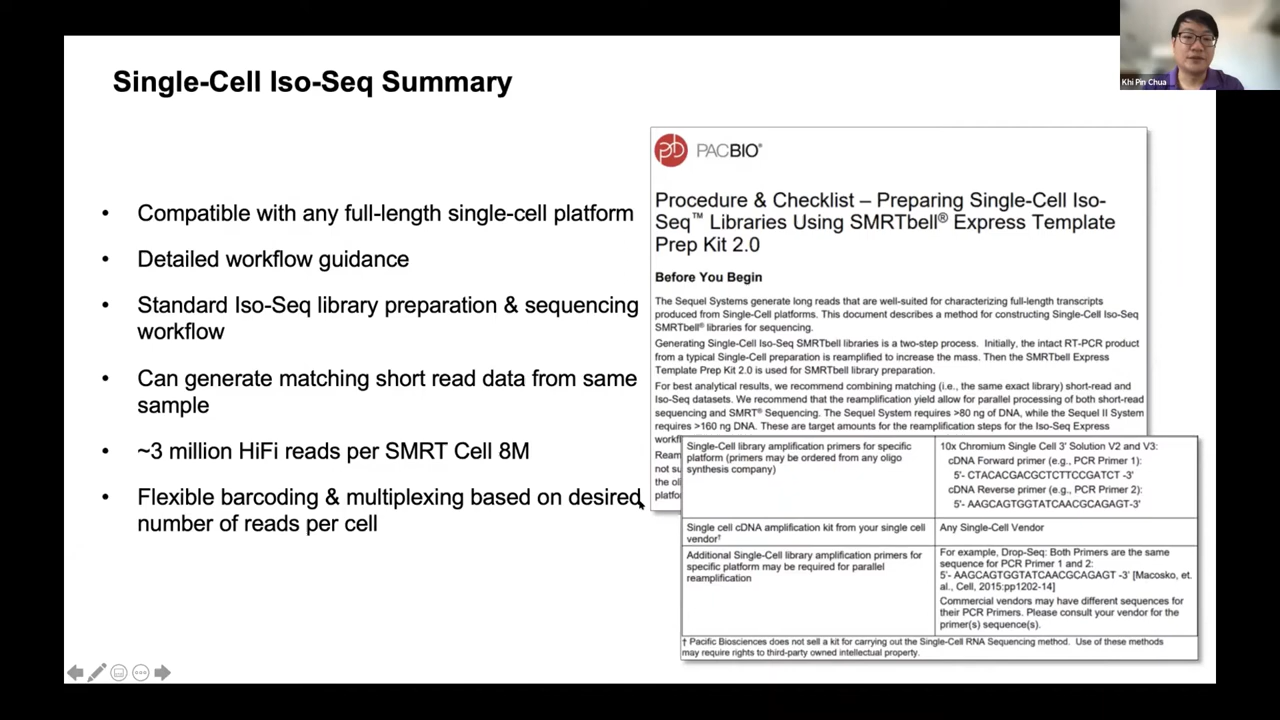 Single-Cell Iso-Seq Summary
Khi Pin Chua
• Compatible with any full-length single-cell platform
• Detailed workflow guidance
• Standard Iso-Seq library preparation & sequencing
workflow
• Can generate matching short read data from same
sample
• ~3 million HiFi reads per SMRT Cell 8M
• Flexible barcoding & multiplexing based on desired
number of reads per cell
PACBIO®
Procedure & Checklist – Preparing Single-Cell Iso-
Seq™ Libraries Using SMRTbell® Express Template
Prep Kit 2.0
Before You Begin
The Sequel Systems generate long reads that are well-suited for characterizing full-length transcripts
produced from Single-Cell platforms. This document describes a method for constructing Single-Cell Iso-Seq
SMRTbell® libraries for sequencing.
Generating Single-Cell Iso-Seq SMRTbell libraries is a two-step process. Initially, the intact RT-PCR product
from a typical Single-Cell preparation is reamplified to increase the mass. Then the SMRTbell Express
Template Prep Kit 2.0 is used for SMRTbell library preparation.
For best analytical results, we recommend combining matching (i.e., the same exact library) short-read and
Iso-Seq datasets. We recommend that the reamplification yield allow for parallel processing of both short-read
sequencing and SMRT® Sequencing. The Sequel System requires >80 ng of DNA, while the Sequel II System
requires >160 ng DNA. These are target amounts for the reamplification steps for the Iso-Seq Express
workfl
Ream
not su
the oli
platfo
Single-Cell library amplification primers for specific
platform (primers may be ordered from any oligo
synthesis company)
10x Chromium Single Cell 3' Solution V2 and V3:
cDNA Forward primer (e.g., PCR Primer 1):
5'- CTACACGACGCTCTTCCGATCT -3'
cDNA Reverse primer (e.g., PCR Primer 2):
5'- AAGCAGTGGTATCAACGCAGAGT-3'
Single cell cDNA amplification kit from your single cell
vendor†
Any Single-Cell Vendor
Additional Single-Cell library amplification primers for
specific platform may be required for parallel
reamplification
For example, Drop-Seq: Both Primers are the same
sequence for PCR Primer 1 and 2:
5'- AAGCAGTGGTATCAACGCAGAGT -3' [Macosko, et.
al., Cell, 2015:pp1202-14]
Commercial vendors may have different sequences for
their PCR Primers. Please consult your vendor for the
primer(s) sequence(s).
† Pacific Biosciences does not sell a kit for carrying out the Single-Cell RNA Sequencing method. Use of these methods
may require rights to third-party owned intellectual property.